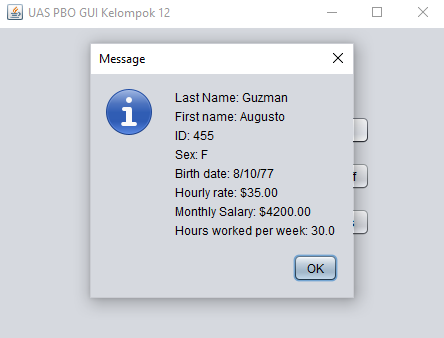 UAS PBO GUI Kelompok 12
Message
Last Name: Guzman
First name: Augusto
ID: 455
Sex: F
Birth date: 8/10/77
Hourly rate: $35.00
Monthly Salary: $4200.00
Hours worked per week: 30.0
OK